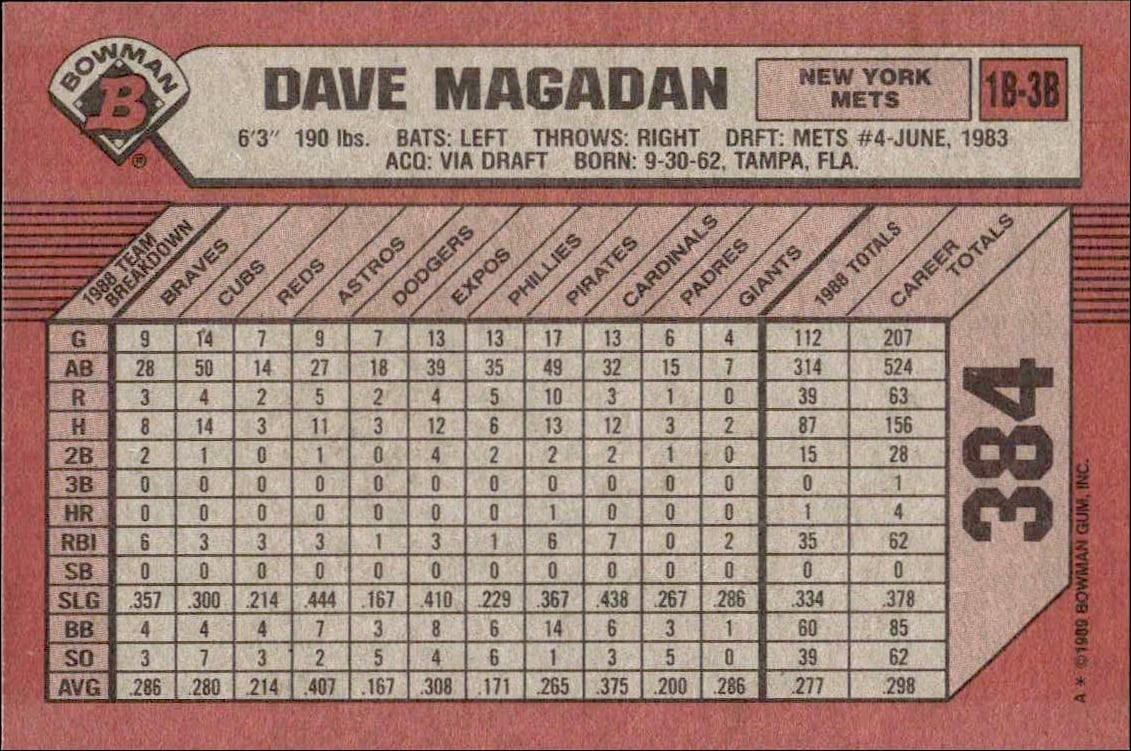 BOWMAN
B
®
DAVE MAGADAN
NEW YORK
METS
1B-3B
6'3" 190 lbs. BATS: LEFT THROWS: RIGHT DRFT: METS #4-JUNE, 1983
ACQ: VIA DRAFT BORN: 9-30-62, TAMPA, FLA.
1988 TEAM
BREAKDOWN
BRAVES CUBS REDS ASTROS DODGERS EXPOS PHILLIES PIRATES CARDINALS PADRES GIANTS 1988 TOTALS CAREER TOTALS
G 9 14 7 9 7 13 13 17 13 6 4 112 207
AB 28 50 14 27 18 39 35 49 32 15 7 314 524
R 3 4 2 5 2 4 5 10 3 1 0 39 63
H 8 14 3 11 3 12 6 13 12 3 2 87 156
2B 2 1 0 1 0 4 2 2 2 1 0 15 28
3B 0 0 0 0 0 0 0 0 0 0 0 0 1
HR 0 0 0 0 0 0 0 1 0 0 0 1 4
RBI 6 3 3 3 1 3 1 6 7 0 2 35 62
SB 0 0 0 0 0 0 0 0 0 0 0 0 0
SLG .357 .300 .214 .444 .167 .410 .229 .367 .438 .267 .286 .334 .378
BB 4 4 4 7 3 8 6 14 6 3 1 60 85
SO 3 7 3 2 5 4 6 1 3 5 0 39 62
AVG .286 .280 .214 .407 .167 .308 .171 .265 .375 .200 .286 .277 .298
384
A * ©1989 BOWMAN GUM, INC.